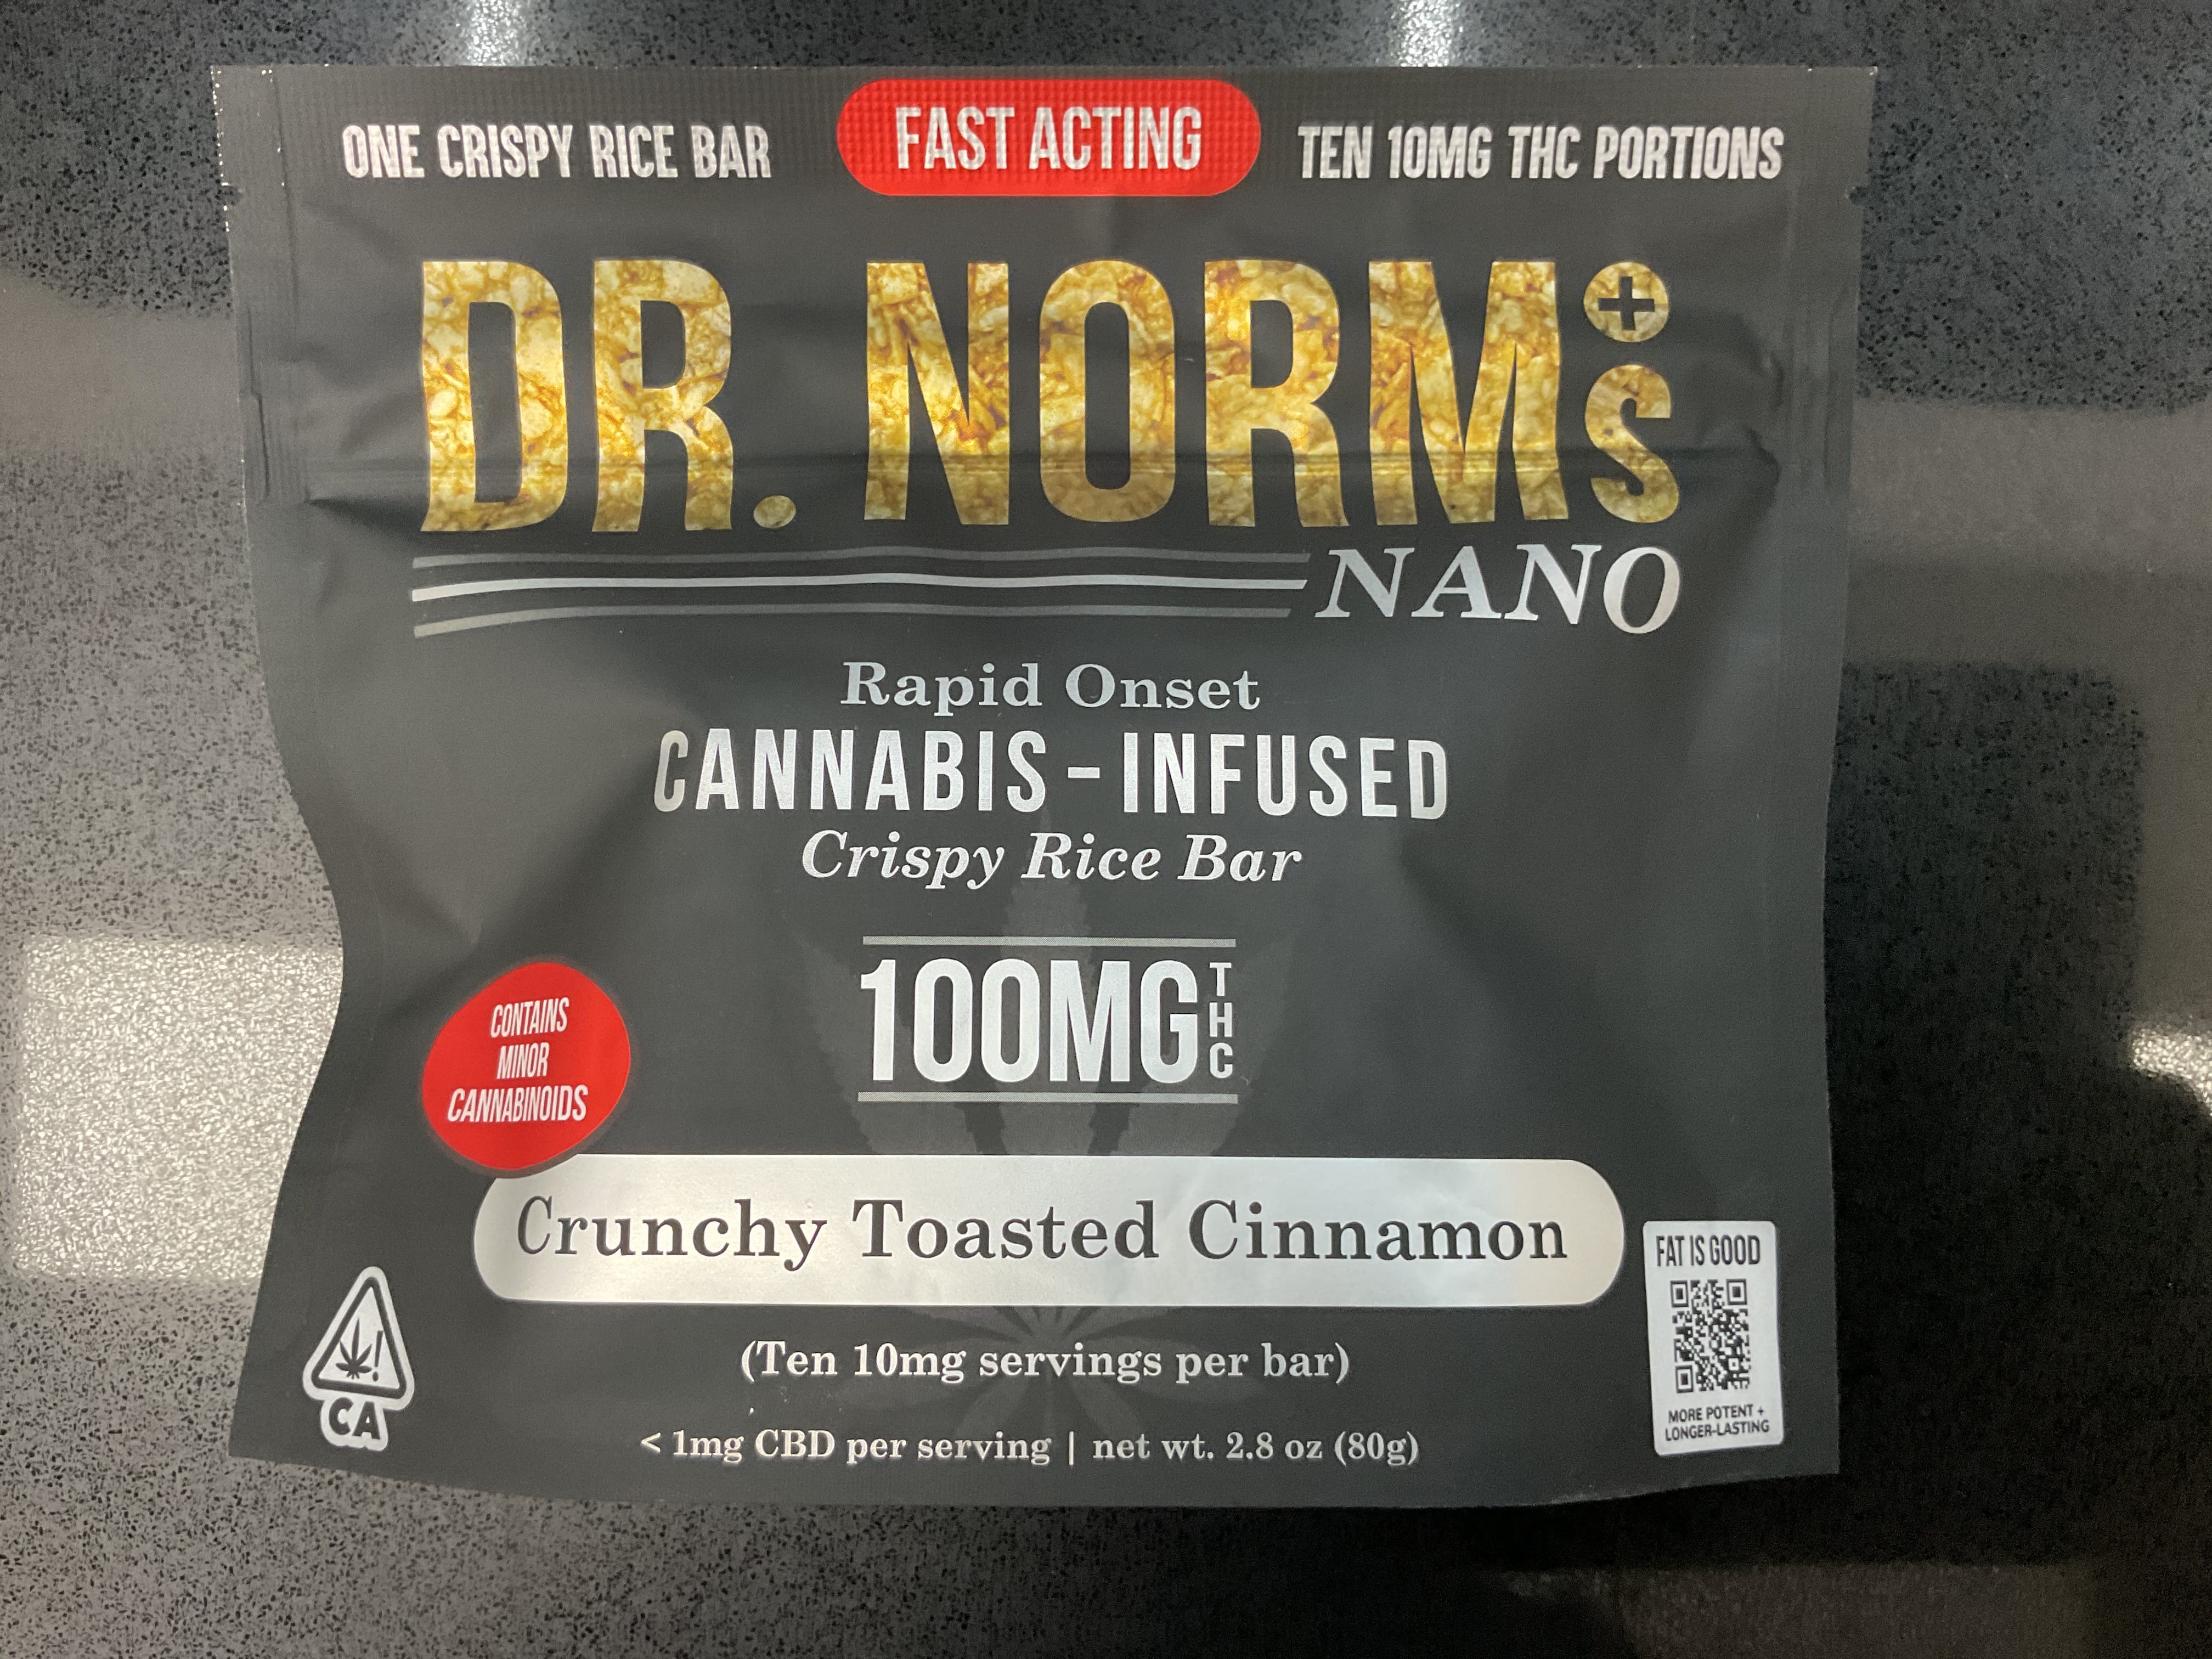 ONE CRISPY RICE BAR
FAST ACTING
TEN 10MG THC PORTIONS
DR. NORM+S
NANO
Rapid Onset
CANNABIS-INFUSED
Crispy Rice Bar
100MG THC
CONTAINS
MINOR
CANNABINOIDS
Crunchy Toasted Cinnamon
FAT IS GOOD
MORE POTENT +
LONGER-LASTING
!
CA
(Ten 10mg servings per bar)
< 1mg CBD per serving | net wt. 2.8 oz (80g)